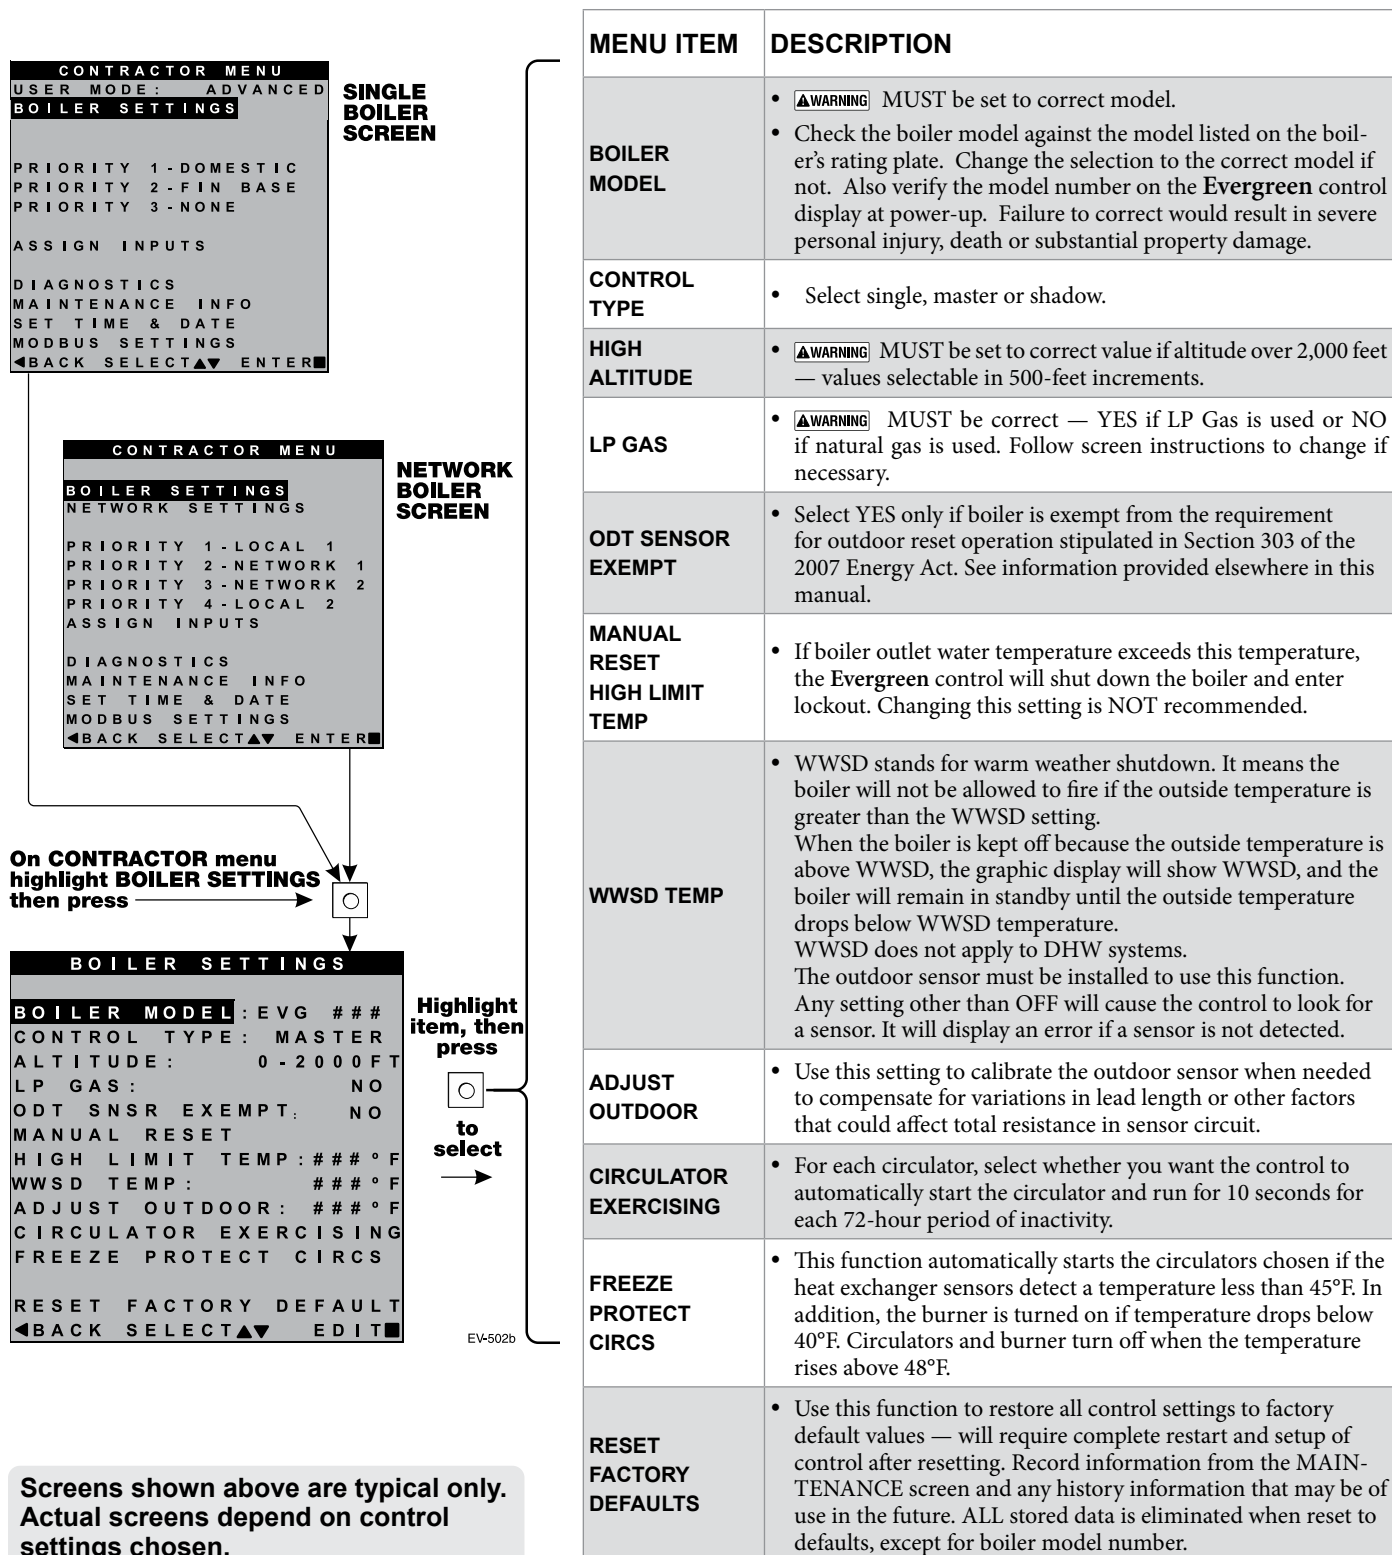 CONTRACTOR MENU
USER MODE: ADVANCED
BOILER SETTINGS
PRIORITY 1-DOMESTIC
PRIORITY 2-FIN BASE
PRIORITY 3-NONE
ASSIGN INPUTS
DIAGNOSTICS
MAINTENANCE INFO
SET TIME & DATE
MODBUS SETTINGS
◄BACK SELECT▲▼ ENTER■
SINGLE
BOILER
SCREEN
CONTRACTOR MENU
BOILER SETTINGS
NETWORK SETTINGS
PRIORITY 1-LOCAL 1
PRIORITY 2-NETWORK 1
PRIORITY 3-NETWORK 2
PRIORITY 4-LOCAL 2
ASSIGN INPUTS
DIAGNOSTICS
MAINTENANCE INFO
SET TIME & DATE
MODBUS SETTINGS
◄BACK SELECT▲▼ ENTER■
NETWORK
BOILER
SCREEN
On CONTRACTOR menu
highlight BOILER SETTINGS
then press
BOILER SETTINGS
BOILER MODEL:EVG ###
CONTROL TYPE: MASTER
ALTITUDE: 0-2000FT
LP GAS: NO
ODT SNSR EXEMPT: NO
MANUAL RESET
HIGH LIMIT TEMP:###°F
WWSD TEMP: ###°F
ADJUST OUTDOOR: ###°F
CIRCULATOR EXERCISING
FREEZE PROTECT CIRCS
RESET FACTORY DEFAULT
◄BACK SELECT▲▼ EDIT■
Highlight
item, then
press
to
select
EV-502b
Screens shown above are typical only.
Actual screens depend on control
settings chosen.
MENU ITEM DESCRIPTION
BOILER
MODEL
• WARNING MUST be set to correct model.
• Check the boiler model against the model listed on the boil-
er's rating plate. Change the selection to the correct model if
not. Also verify the model number on the Evergreen control
display at power-up. Failure to correct would result in severe
personal injury, death or substantial property damage.
CONTROL
TYPE
• Select single, master or shadow.
HIGH
ALTITUDE
• WARNING MUST be set to correct value if altitude over 2,000 feet
— values selectable in 500-feet increments.
LP GAS
• WARNING MUST be correct — YES if LP Gas is used or NO
if natural gas is used. Follow screen instructions to change if
necessary.
ODT SENSOR
EXEMPT
• Select YES only if boiler is exempt from the requirement
for outdoor reset operation stipulated in Section 303 of the
2007 Energy Act. See information provided elsewhere in this
manual.
MANUAL
RESET
HIGH LIMIT
TEMP
• If boiler outlet water temperature exceeds this temperature,
the Evergreen control will shut down the boiler and enter
lockout. Changing this setting is NOT recommended.
WWSD TEMP
• WWSD stands for warm weather shutdown. It means the
boiler will not be allowed to fire if the outside temperature is
greater than the WWSD setting.
When the boiler is kept off because the outside temperature is
above WWSD, the graphic display will show WWSD, and the
boiler will remain in standby until the outside temperature
drops below WWSD temperature.
WWSD does not apply to DHW systems.
The outdoor sensor must be installed to use this function.
Any setting other than OFF will cause the control to look for
a sensor. It will display an error if a sensor is not detected.
ADJUST
OUTDOOR
• Use this setting to calibrate the outdoor sensor when needed
to compensate for variations in lead length or other factors
that could affect total resistance in sensor circuit.
CIRCULATOR
EXERCISING
• For each circulator, select whether you want the control to
automatically start the circulator and run for 10 seconds for
each 72-hour period of inactivity.
FREEZE
PROTECT
CIRCS
• This function automatically starts the circulators chosen if the
heat exchanger sensors detect a temperature less than 45°F. In
addition, the burner is turned on if temperature drops below
40°F. Circulators and burner turn off when the temperature
rises above 48°F.
RESET
FACTORY
DEFAULTS
• Use this function to restore all control settings to factory
default values — will require complete restart and setup of
control after resetting. Record information from the MAIN-
TENANCE screen and any history information that may be of
use in the future. ALL stored data is eliminated when reset to
defaults, except for boiler model number.